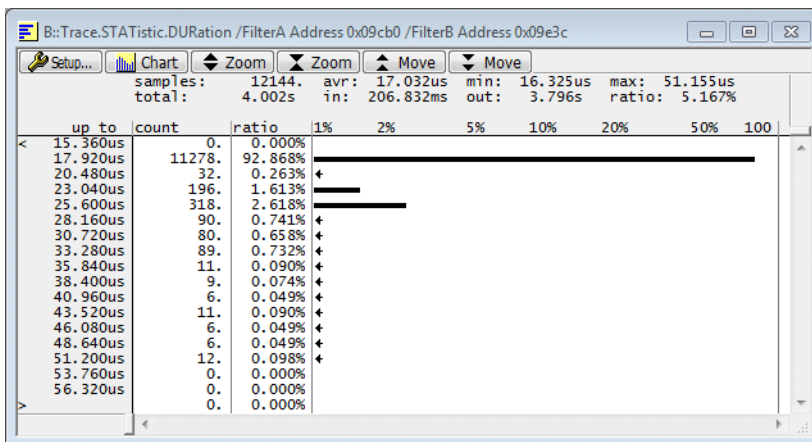 B::Trace.STATistic.DURation /FilterA Address 0x09cb0 /FilterB Address 0x09e3c
Setup... Chart Zoom Zoom Move Move
samples: 12144. avr: 17.032us min: 16.325us max: 51.155us
total: 4.002s in: 206.832ms out: 3.796s ratio: 5.167%
up to count ratio 1% 2% 5% 10% 20% 50% 100
< 15.360us 0. 0.000%
17.920us 11278. 92.868%
20.480us 32. 0.263%
23.040us 196. 1.613%
25.600us 318. 2.618%
28.160us 90. 0.741%
30.720us 80. 0.658%
33.280us 89. 0.732%
35.840us 11. 0.090%
38.400us 9. 0.074%
40.960us 6. 0.049%
43.520us 11. 0.090%
46.080us 6. 0.049%
48.640us 6. 0.049%
51.200us 12. 0.098%
53.760us 0. 0.000%
56.320us 0. 0.000%
> 0. 0.000%